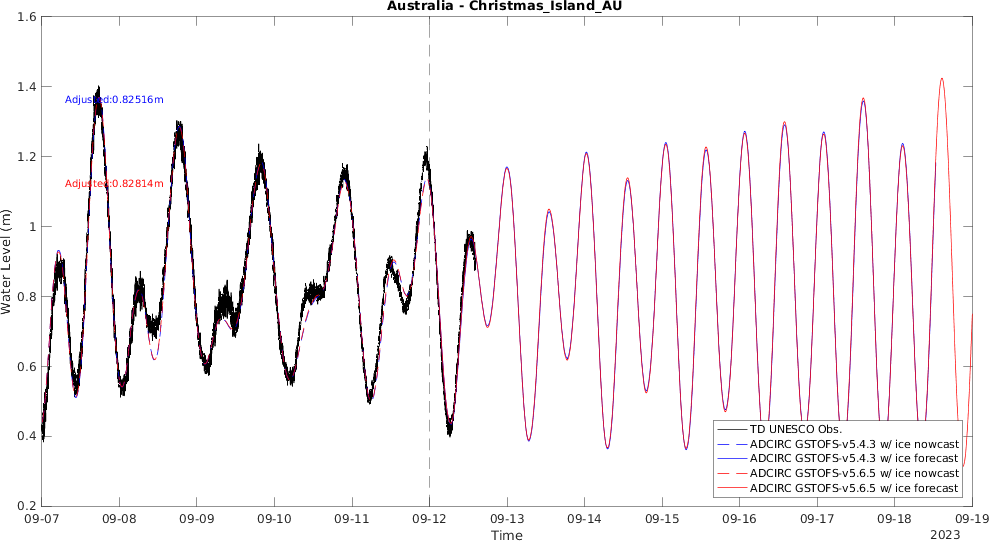 Australia - Christmas_Island_AU
1.6
1.4
1.2
1
0.8
0.6
0.4
0.2
Water Level (m)
Adjusted:0.82516m
Adjusted:0.82814m
TD UNESCO Obs.
ADCIRC GSTOFS-v5.4.3 w/ ice nowcast
ADCIRC GSTOFS-v5.4.3 w/ ice forecast
ADCIRC GSTOFS-v5.6.5 w/ ice nowcast
ADCIRC GSTOFS-v5.6.5 w/ ice forecast
09-07 09-08 09-09 09-10 09-11 09-12 09-13 09-14 09-15 09-16 09-17 09-18 09-19
Time
2023